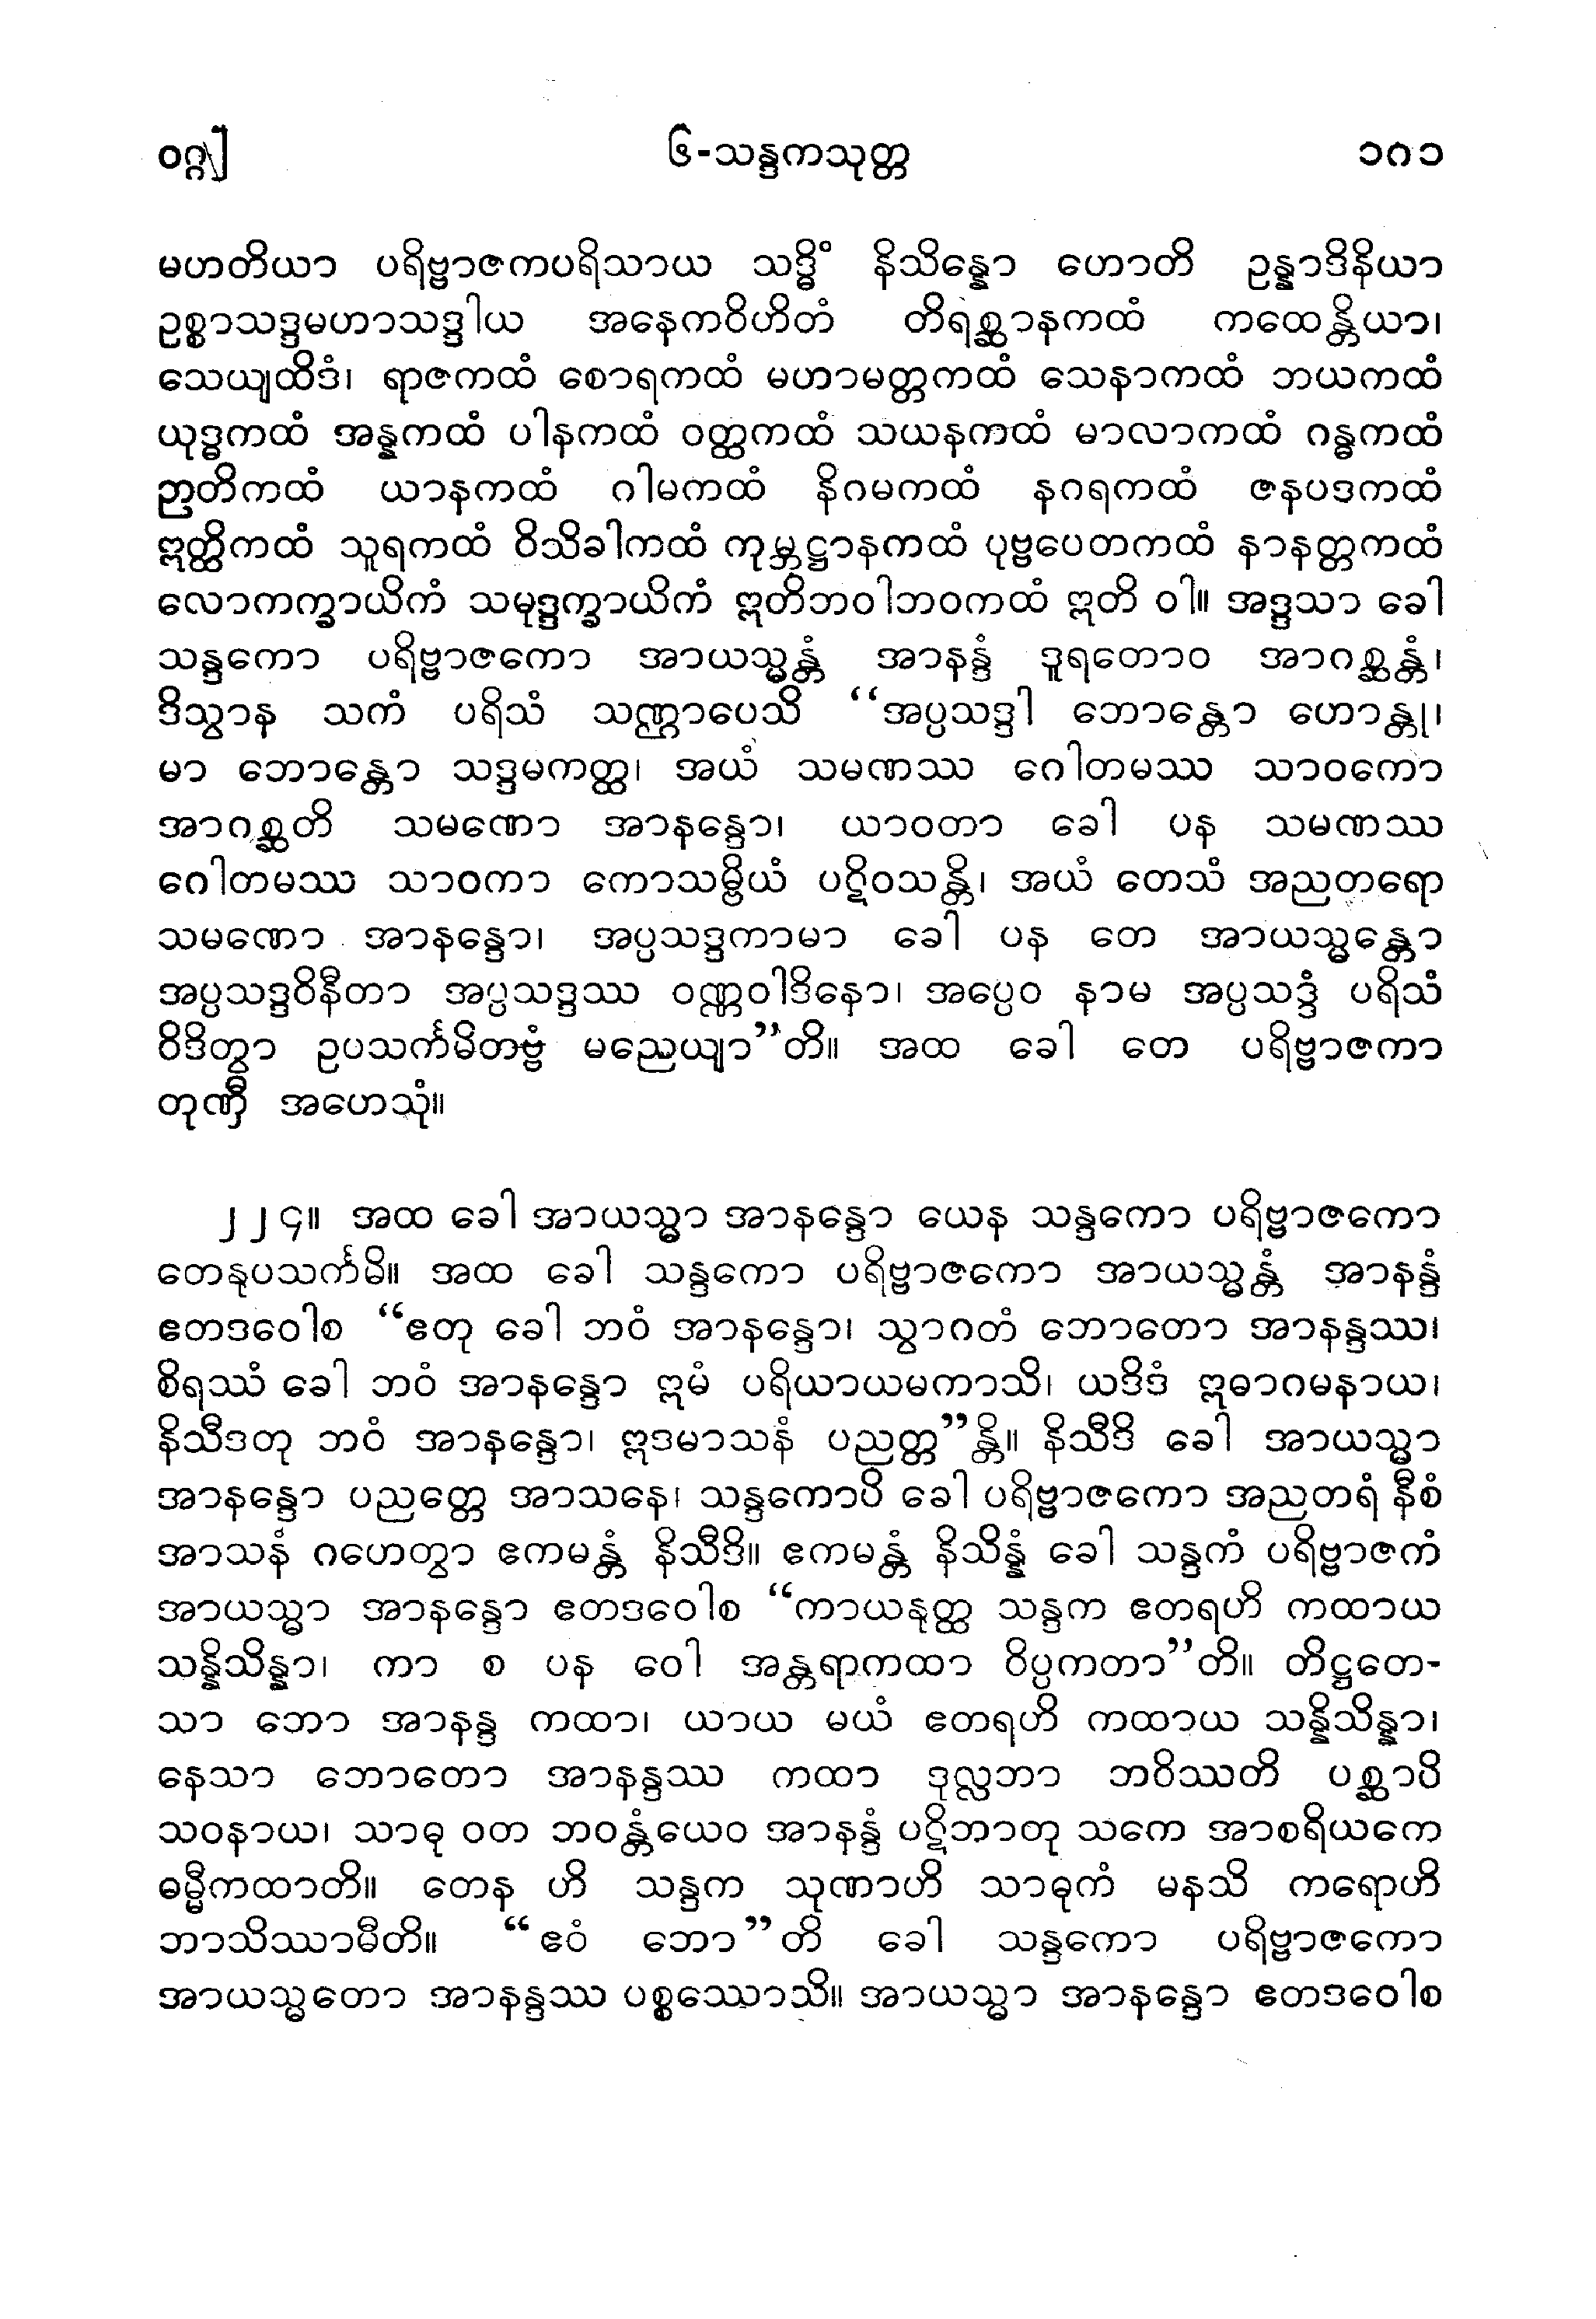 ၀ဂ္ဂ]	၆-သန္ဒကသုတ္တ	၁၈၁
မဟတိယာ ပရိဗ္ဗာဇကပရိသာယ သဒ္ဓိံ နိသိန္နော ဟောတိ ဥန္နာဒိနိယာ
ဥစ္စာသဒ္ဒမဟာသဒ္ဒါယ အနေကဝိဟိတံ တိရစ္ဆာနကထံ ကထေန္တိယာ၊
သေယျထိဒံ၊ ရာဇကထံ စောရကထံ မဟာမတ္တကထံ သေနာကထံ ဘယကထံ
ယုဒ္ဓကထံ အန္နကထံ ပါနကထံ ဝတ္ထကထံ သယနကထံ မာလာကထံ ဂန္ဓကထံ
ဉာတိကထံ ယာနကထံ ဂါမကထံ နိဂမကထံ နဂရကထံ ဇနပဒကထံ
ဣတ္ထိကထံ သူရကထံ ဝိသိခါကထံ ကုမ္ဘဋ္ဌာနကထံ ပုဗ္ဗပေတကထံ နာနတ္တကထံ
လောကက္ခာယိကံ သမုဒ္ဒက္ခာယိကံ ဣတိဘဝါဘဝကထံ ဣတိ ဝါ။ အဒ္ဒသာ ခေါ
သန္ဒကော ပရိဗ္ဗာဇကော အာယသ္မန္တံ အာနန္ဒံ ဒူရတောဝ အာဂစ္ဆန္တံ၊
ဒိသွာန သကံ ပရိသံ သဏ္ဌာပေသိ “အပ္ပသဒ္ဒါ ဘောန္တော ဟောန္တု၊
မာ ဘောန္တော သဒ္ဒမကတ္ထ၊ အယံ သမဏဿ ဂေါတမဿ သာဝကော
အာဂစ္ဆတိ သမဏော အာနန္ဒော၊ ယာဝတာ ခေါ ပန သမဏဿ
ဂေါတမဿ သာဝကာ ကောသမ္ဗိယံ ပဋိဝသန္တိ၊ အယံ တေသံ အညတရော
သမဏော အာနန္ဒော၊ အပ္ပသဒ္ဒကာမာ ခေါ ပန တေ အာယသ္မန္တော
အပ္ပသဒ္ဒဝိနီတာ အပ္ပသဒ္ဒဿ ဝဏ္ဏဝါဒိနော၊ အပ္ပေဝ နာမ အပ္ပသဒ္ဒံ ပရိသံ
ဝိဒိတွာ ဥပသင်္ကမိတဗ္ဗံ မညေယျာ”တိ။ အထ ခေါ တေ ပရိဗ္ဗာဇကာ
တုဏှီ အဟေသုံ။
၂၂၄။ အထ ခေါ အာယသ္မာ အာနန္ဒော ယေန သန္ဒကော ပရိဗ္ဗာဇကော
တေနုပသင်္ကမိ။ အထ ခေါ သန္ဒကော ပရိဗ္ဗာဇကော အာယသ္မန္တံ အာနန္ဒံ
ဧတဒဝေါစ “ဧတု ခေါ ဘဝံ အာနန္ဒော၊ သွာဂတံ ဘောတော အာနန္ဒဿ၊
စိရဿံ ခေါ ဘဝံ အာနန္ဒော ဣမံ ပရိယာယမကာသိ၊ ယဒိဒံ ဣဓာဂမနာယ၊
နိသီဒတု ဘဝံ အာနန္ဒော၊ ဣဒမာသနံ ပညတ္တ”န္တိ။ နိသီဒိ ခေါ အာယသ္မာ
အာနန္ဒော ပညတ္တေ အာသနေ၊ သန္ဒကောပိ ခေါ ပရိဗ္ဗာဇကော အညတရံ နီစံ
အာသနံ ဂဟေတွာ ဧကမန္တံ နိသီဒိ။ ဧကမန္တံ နိသိန္နံ ခေါ သန္ဒကံ ပရိဗ္ဗာဇကံ
အာယသ္မာ အာနန္ဒော ဧတဒဝေါစ “ကာယနုတ္ထ သန္ဒက ဧတရဟိ ကထာယ
သန္နိသိန္နာ၊ ကာ စ ပန ဝေါ အန္တရာကထာ ဝိပ္ပကတာ”တိ။ တိဋ္ဌတေ-
သာ ဘော အာနန္ဒ ကထာ၊ ယာယ မယံ ဧတရဟိ ကထာယ သန္နိသိန္နာ၊
နေသာ ဘောတော အာနန္ဒဿ ကထာ ဒုလ္လဘာ ဘဝိဿတိ ပစ္ဆာပိ
သဝနာယ၊ သာဓု ဝတ ဘဝန္တံယေဝ အာနန္ဒံ ပဋိဘာတု သကေ အာစရိယကေ
ဓမ္မီကထာတိ။ တေန ဟိ သန္ဒက သုဏာဟိ သာဓုကံ မနသိ ကရောဟိ
ဘာသိဿာမီတိ။ “ဧဝံ ဘော”တိ ခေါ သန္ဒကော ပရိဗ္ဗာဇကော
အာယသ္မတော အာနန္ဒဿ ပစ္စဿောသိ။ အာယသ္မာ အာနန္ဒော ဧတဒဝေါစ